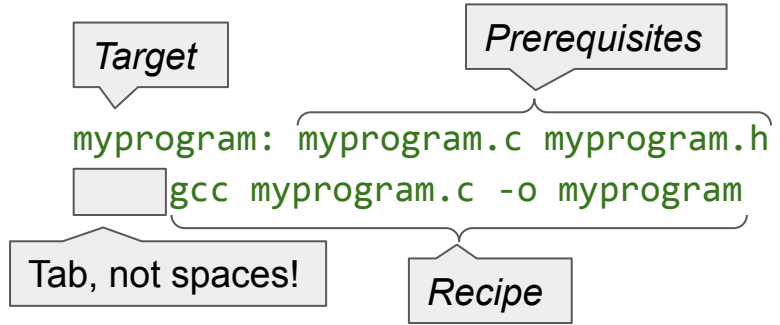 Target
Prerequisites
myprogram: myprogram.c myprogram.h
gcc myprogram.c -o myprogram
Tab, not spaces!
Recipe